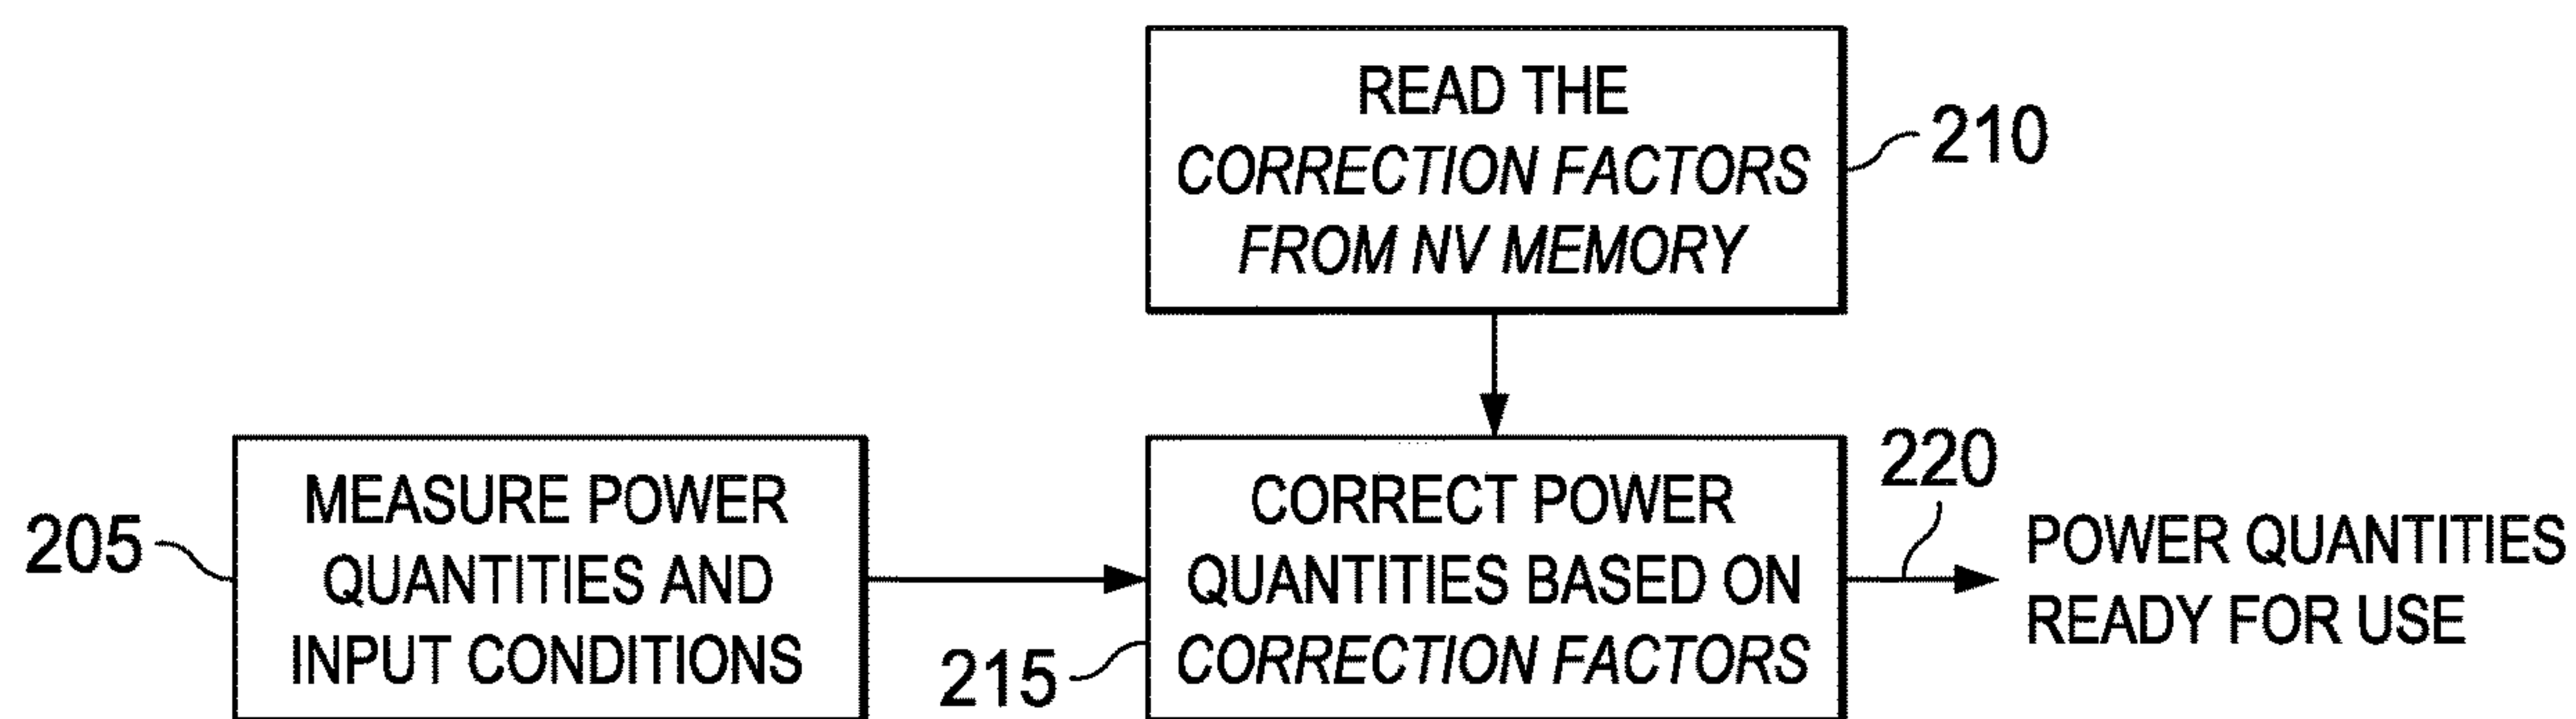 READ THE
CORRECTION FACTORS
FROM NV MEMORY
210
205
MEASURE POWER
QUANTITIES AND
INPUT CONDITIONS
215
CORRECT POWER
QUANTITIES BASED ON
CORRECTION FACTORS
220
POWER QUANTITIES
READY FOR USE